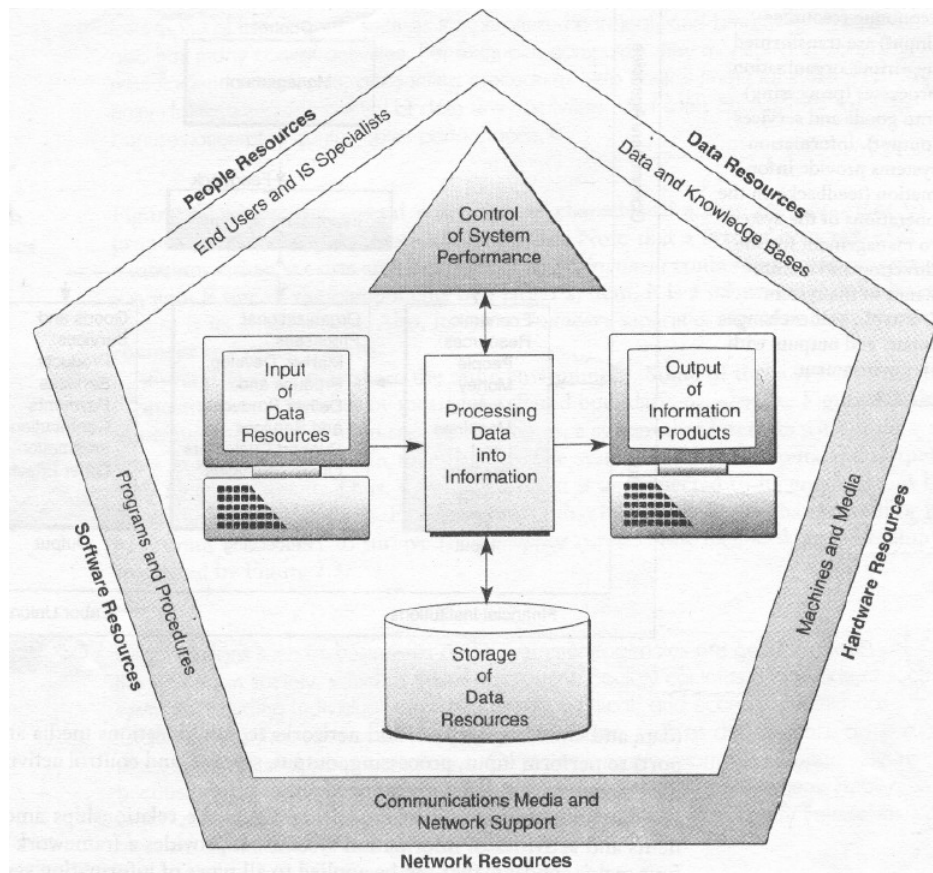 People Resources
End Users and IS Specialists
Data Resources
Data and Knowledge Bases
Control
of System
Performance
Input
of
Data
Resources
Processing
Data
into
Information
Output
of
Information
Products
Programs and Procedures
Software Resources
Machines and Media
Hardware Resources
Storage
of
Data
Resources
Communications Media and
Network Support
Network Resources